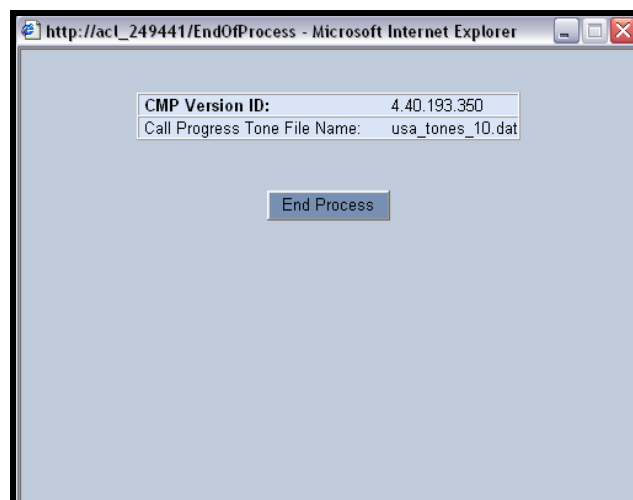 http://acl_249441/EndOfProcess - Microsoft Internet Explorer
CMP Version ID: 4.40.193.350
Call Progress Tone File Name: usa_tones_10.dat
End Process